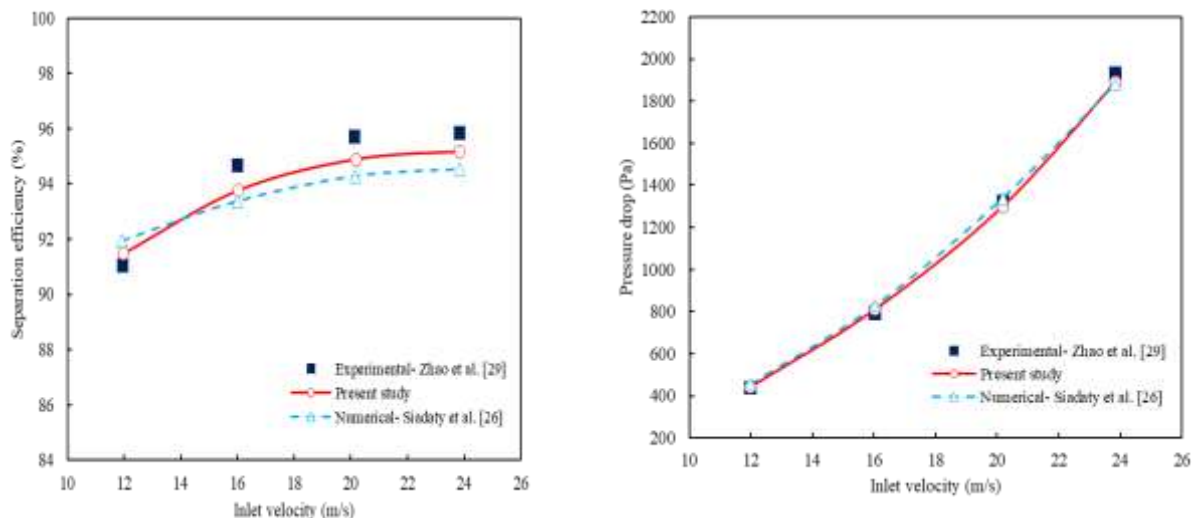 100
98
96
94
92
90
88
86
84
Separation efficiency (%)
Experimental- Zhao et al. [29]
Present study
Numerical- Siadaty et al. [26]
10 12 14 16 18 20 22 24 26
Inlet velocity (m/s)
2200
2000
1800
1600
1400
1200
1000
800
600
400
200
Pressure drop (Pa)
Experimental- Zhao et al. [29]
Present study
Numerical- Siadaty et al. [26]
10 12 14 16 18 20 22 24 26
Inlet velocity (m/s)